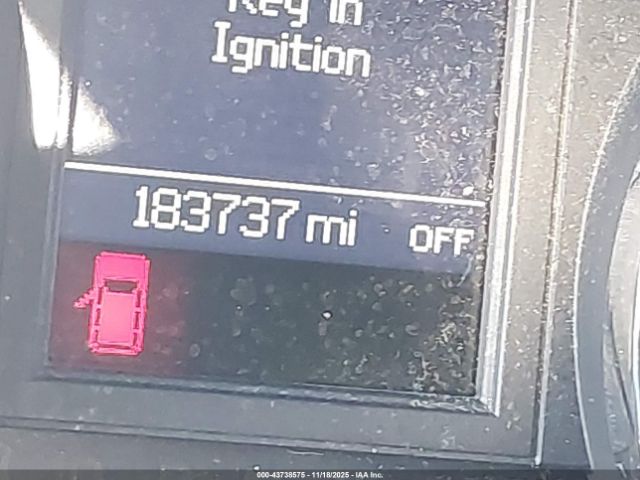 Key in
Ignition
183737 mi OFF
000-43738575 - 11/18/2025 - IAA Inc.